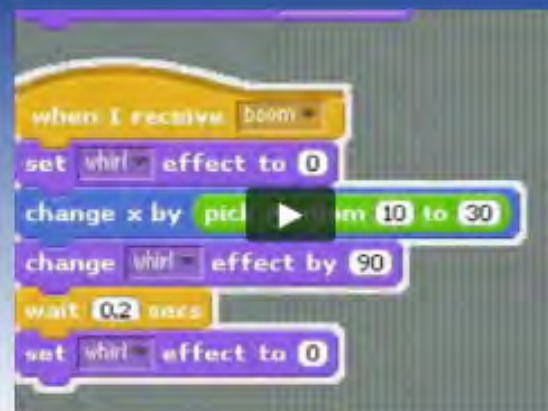 when I receive boom
set whirl effect to 0
change x by pic om 10 to 30
change whirl effect by 90
wait 0.2 secs
set whirl effect to 0